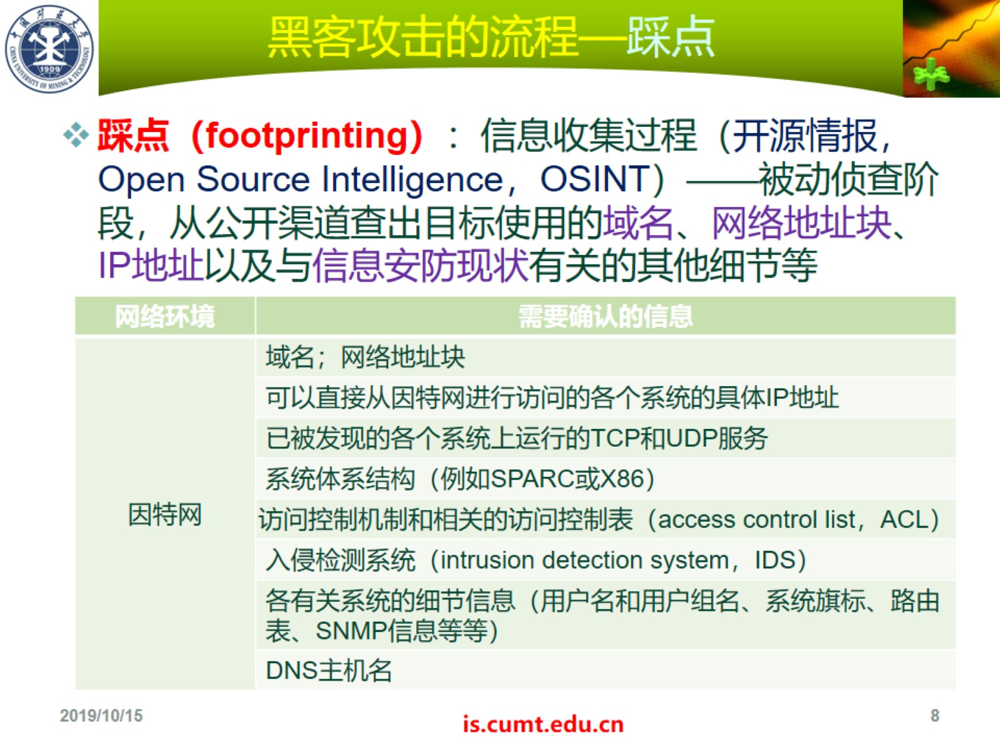 黑客攻击的流程—踩点
中国矿业大学
CHINA UNIVERSITY OF MINING & TECHNOLOGY
1909
踩点（footprinting）：信息收集过程（开源情报，
Open Source Intelligence，OSINT）——被动侦查阶
段，从公开渠道查出目标使用的域名、网络地址块、
IP地址以及与信息安防现状有关的其他细节等
网络环境 需要确认的信息
因特网
域名；网络地址块
可以直接从因特网进行访问的各个系统的具体IP地址
已被发现的各个系统上运行的TCP和UDP服务
系统体系结构（例如SPARC或X86）
访问控制机制和相关的访问控制表（access control list，ACL）
入侵检测系统（intrusion detection system，IDS）
各有关系统的细节信息（用户名和用户组名、系统旗标、路由
表、SNMP信息等等）
DNS主机名
2019/10/15
is.cumt.edu.cn
8